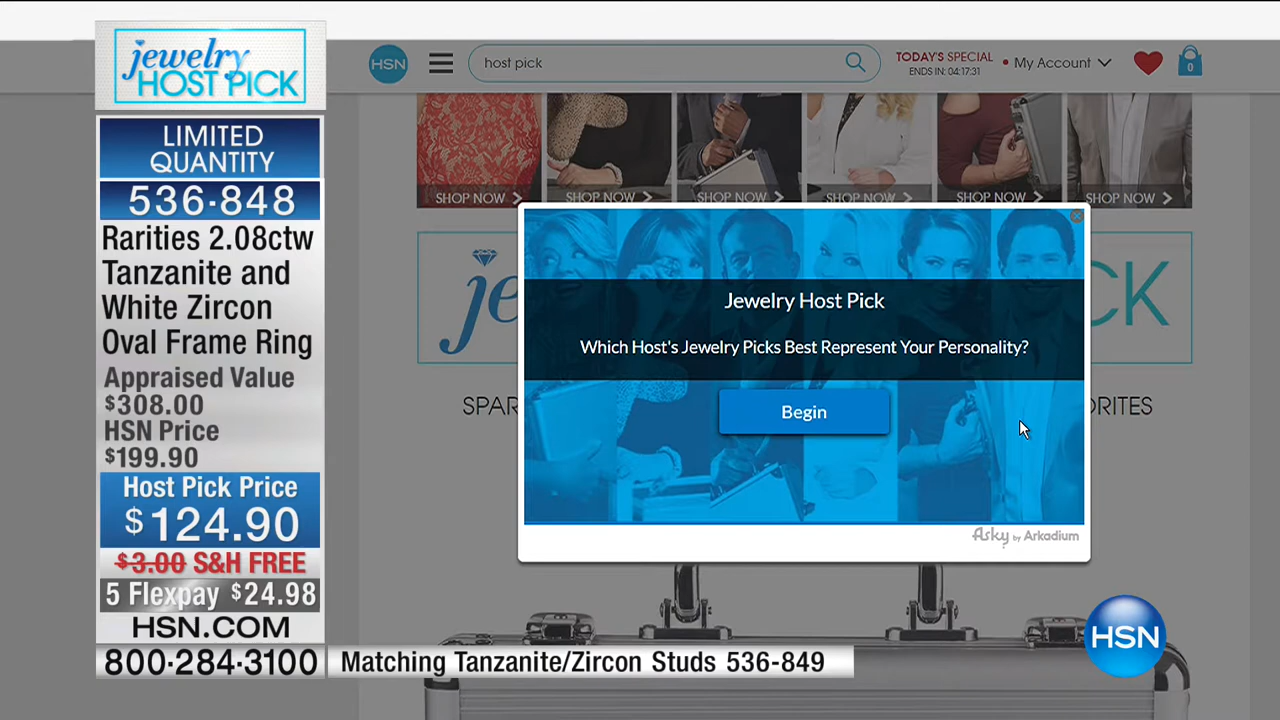 jewelry
HOST PICK
LIMITED
QUANTITY
536-848
Rarities 2.08ctw
Tanzanite and
White Zircon
Oval Frame Ring
Appraised Value
$308.00
HSN Price
$199.90
Host Pick Price
$124.90
$3.00 S&H FREE
5 Flexpay $24.98
HSN.COM
800-284-3100
Matching Tanzanite/Zircon Studs 536-849
HSN
host pick
TODAY'S SPECIAL
ENDS IN: 04:17:31
My Account
0
SHOP NOW
SHOP NOW
SHOP NOW
SHOP NOW
SHOP NOW
SHOP NOW
je
CK
Jewelry Host Pick
Which Host's Jewelry Picks Best Represent Your Personality?
SPAR
ORITES
Begin
Asky by Arkadium
HSN